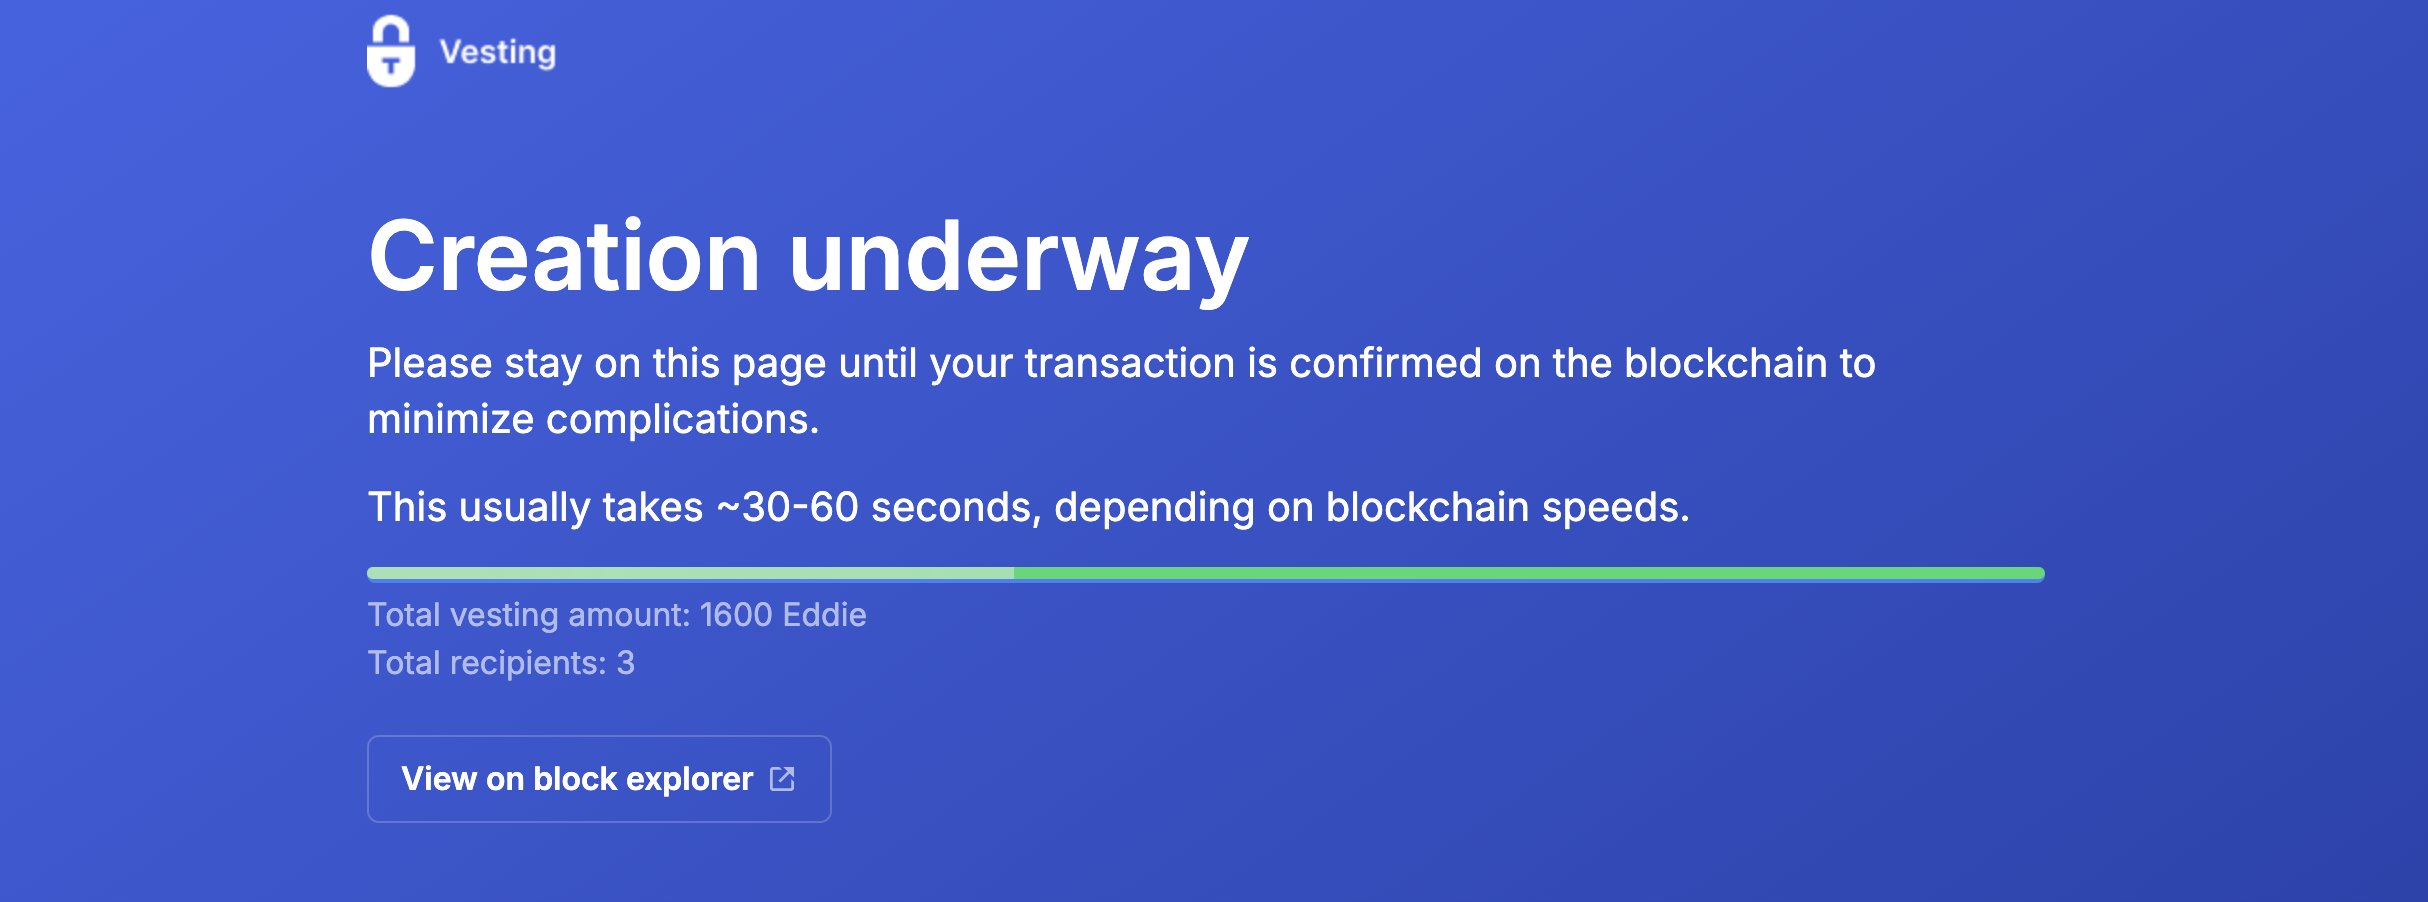 Vesting
Creation underway
Please stay on this page until your transaction is confirmed on the blockchain to
minimize complications.
This usually takes ~30-60 seconds, depending on blockchain speeds.
Total vesting amount: 1600 Eddie
Total recipients: 3
View on block explorer